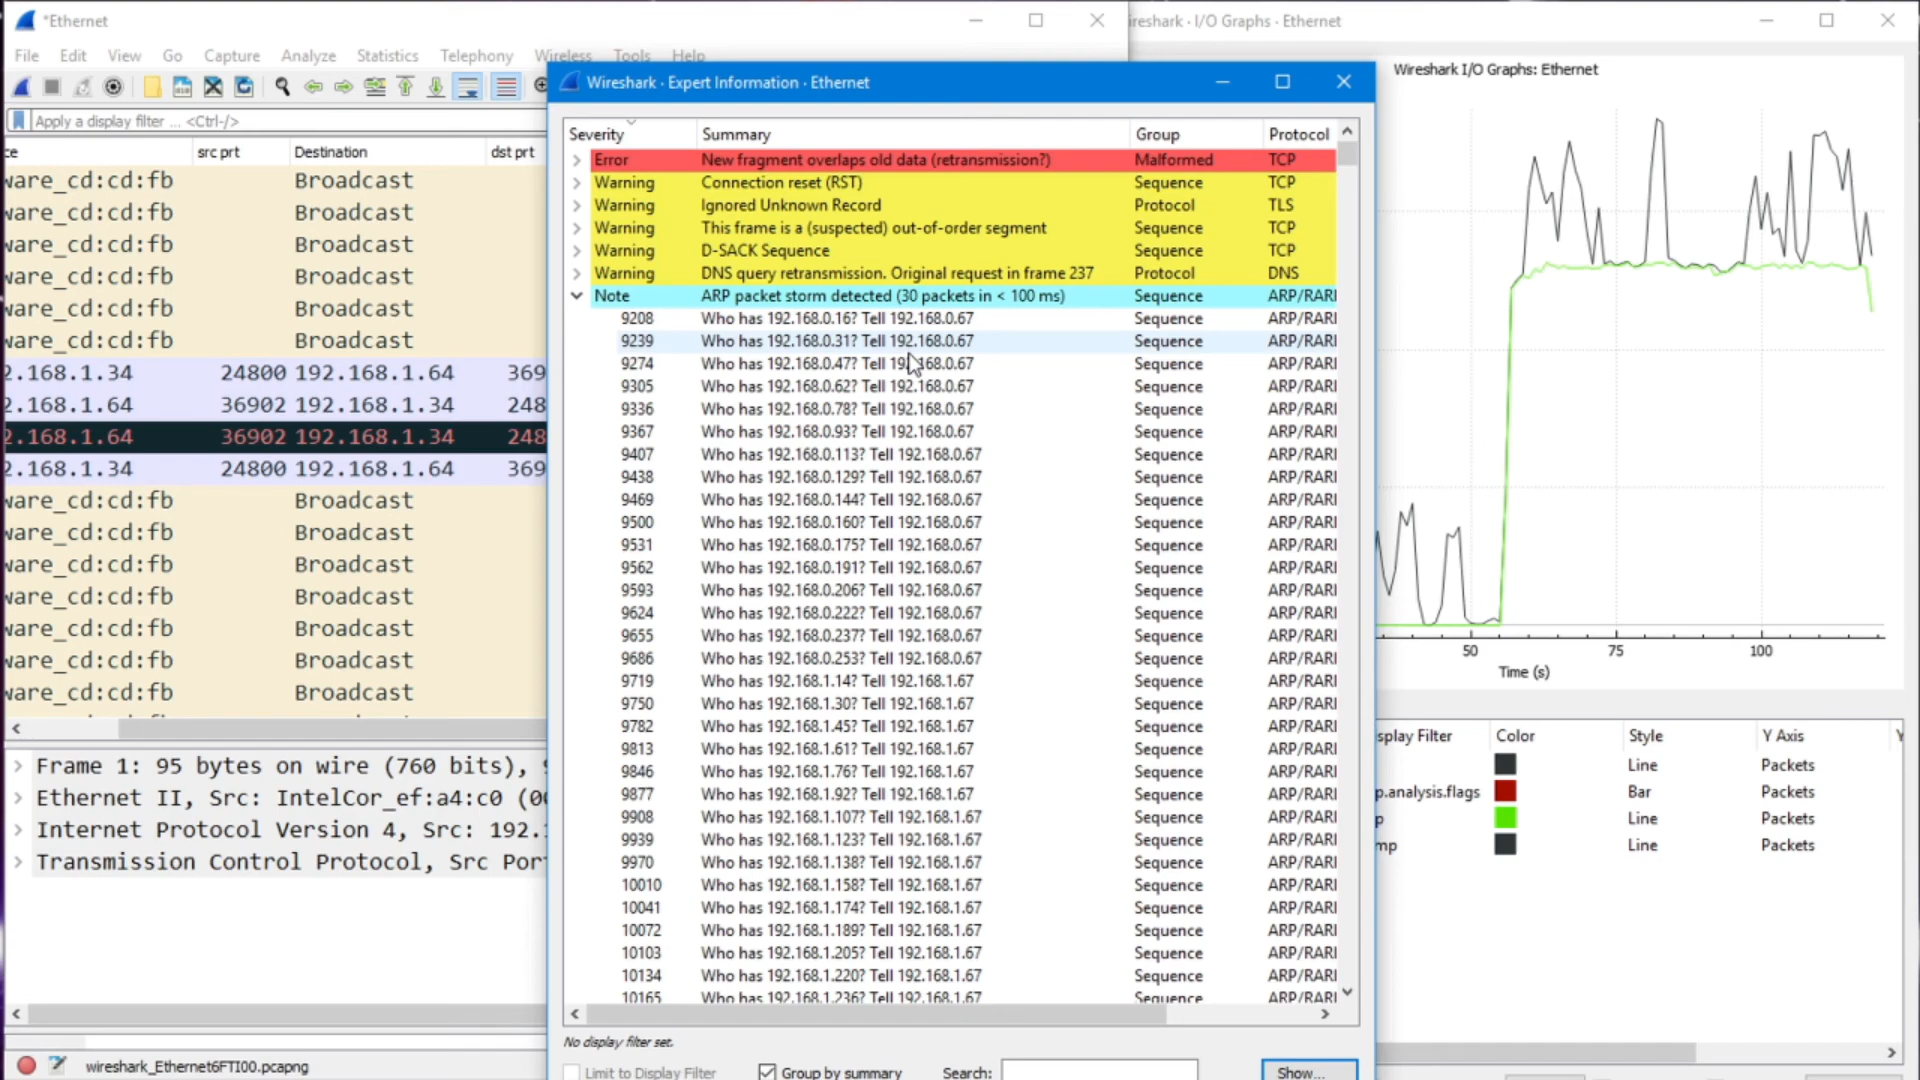 *Ethernet
File Edit View Go Capture Analyze Statistics Telephony Wireless Tools Help
Apply a display filter ... <Ctrl-/>
ce src prt Destination dst prt
ware_cd:cd:fb Broadcast
ware_cd:cd:fb Broadcast
ware_cd:cd:fb Broadcast
ware_cd:cd:fb Broadcast
ware_cd:cd:fb Broadcast
ware_cd:cd:fb Broadcast
2.168.1.34 24800 192.168.1.64 369
2.168.1.64 36902 192.168.1.34 248
2.168.1.64 36902 192.168.1.34 248
2.168.1.34 24800 192.168.1.64 369
ware_cd:cd:fb Broadcast
ware_cd:cd:fb Broadcast
ware_cd:cd:fb Broadcast
ware_cd:cd:fb Broadcast
ware_cd:cd:fb Broadcast
ware_cd:cd:fb Broadcast
ware_cd:cd:fb Broadcast
Frame 1: 95 bytes on wire (760 bits), 9
Ethernet II, Src: IntelCor_ef:a4:c0 (00
Internet Protocol Version 4, Src: 192.1
Transmission Control Protocol, Src Port
wireshark_Ethernet6FTI00.pcapng
Wireshark · Expert Information · Ethernet
Severity Summary Group Protocol
Error New fragment overlaps old data (retransmission?) Malformed TCP
Warning Connection reset (RST) Sequence TCP
Warning Ignored Unknown Record Protocol TLS
Warning This frame is a (suspected) out-of-order segment Sequence TCP
Warning D-SACK Sequence Sequence TCP
Warning DNS query retransmission. Original request in frame 237 Protocol DNS
Note ARP packet storm detected (30 packets in < 100 ms) Sequence ARP/RARI
9208 Who has 192.168.0.16? Tell 192.168.0.67 Sequence ARP/RARI
9239 Who has 192.168.0.31? Tell 192.168.0.67 Sequence ARP/RARI
9274 Who has 192.168.0.47? Tell 192.168.0.67 Sequence ARP/RARI
9305 Who has 192.168.0.62? Tell 192.168.0.67 Sequence ARP/RARI
9336 Who has 192.168.0.78? Tell 192.168.0.67 Sequence ARP/RARI
9367 Who has 192.168.0.93? Tell 192.168.0.67 Sequence ARP/RARI
9407 Who has 192.168.0.113? Tell 192.168.0.67 Sequence ARP/RARI
9438 Who has 192.168.0.129? Tell 192.168.0.67 Sequence ARP/RARI
9469 Who has 192.168.0.144? Tell 192.168.0.67 Sequence ARP/RARI
9500 Who has 192.168.0.160? Tell 192.168.0.67 Sequence ARP/RARI
9531 Who has 192.168.0.175? Tell 192.168.0.67 Sequence ARP/RARI
9562 Who has 192.168.0.191? Tell 192.168.0.67 Sequence ARP/RARI
9593 Who has 192.168.0.206? Tell 192.168.0.67 Sequence ARP/RARI
9624 Who has 192.168.0.222? Tell 192.168.0.67 Sequence ARP/RARI
9655 Who has 192.168.0.237? Tell 192.168.0.67 Sequence ARP/RARI
9686 Who has 192.168.0.253? Tell 192.168.0.67 Sequence ARP/RARI
9719 Who has 192.168.1.14? Tell 192.168.1.67 Sequence ARP/RARI
9750 Who has 192.168.1.30? Tell 192.168.1.67 Sequence ARP/RARI
9782 Who has 192.168.1.45? Tell 192.168.1.67 Sequence ARP/RARI
9813 Who has 192.168.1.61? Tell 192.168.1.67 Sequence ARP/RARI
9846 Who has 192.168.1.76? Tell 192.168.1.67 Sequence ARP/RARI
9877 Who has 192.168.1.92? Tell 192.168.1.67 Sequence ARP/RARI
9908 Who has 192.168.1.107? Tell 192.168.1.67 Sequence ARP/RARI
9939 Who has 192.168.1.123? Tell 192.168.1.67 Sequence ARP/RARI
9970 Who has 192.168.1.138? Tell 192.168.1.67 Sequence ARP/RARI
10010 Who has 192.168.1.158? Tell 192.168.1.67 Sequence ARP/RARI
10041 Who has 192.168.1.174? Tell 192.168.1.67 Sequence ARP/RARI
10072 Who has 192.168.1.189? Tell 192.168.1.67 Sequence ARP/RARI
10103 Who has 192.168.1.205? Tell 192.168.1.67 Sequence ARP/RARI
10134 Who has 192.168.1.220? Tell 192.168.1.67 Sequence ARP/RARI
10165 Who has 192.168.1.236? Tell 192.168.1.67 Sequence ARP/RARI
No display filter set.
Limit to Display Filter Group by summary Search: Show...
ireshark · I/O Graphs · Ethernet
Wireshark I/O Graphs: Ethernet
50 75 100
Time (s)
splay Filter Color Style Y Axis Y
Line Packets
p.analysis.flags Bar Packets
p Line Packets
mp Line Packets